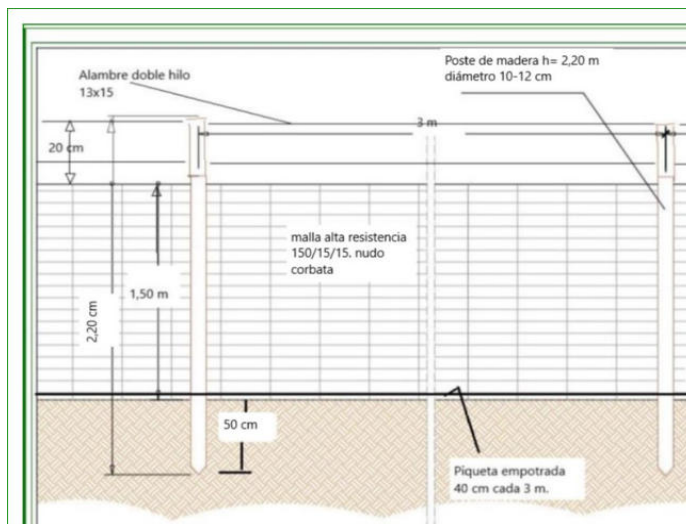 Alambre doble hilo
13x15
Poste de madera h= 2,20 m
diámetro 10-12 cm
3 m
20 cm
malla alta resistencia
150/15/15. nudo
corbata
1,50 m
2,20 cm
50 cm
Piqueta empotrada
40 cm cada 3 m.